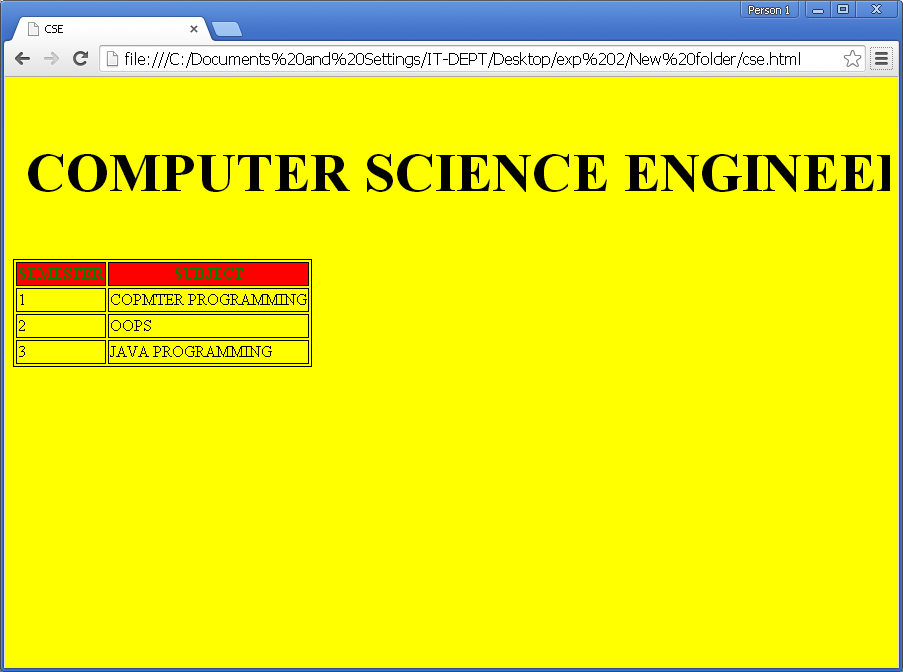 Person 1
CSE
file:///C:/Documents%20and%20Settings/IT-DEPT/Desktop/exp%202/New%20folder/cse.html
COMPUTER SCIENCE ENGINEE
SEMESTER SUBJECT
1 COPMTER PROGRAMMING
2 OOPS
3 JAVA PROGRAMMING